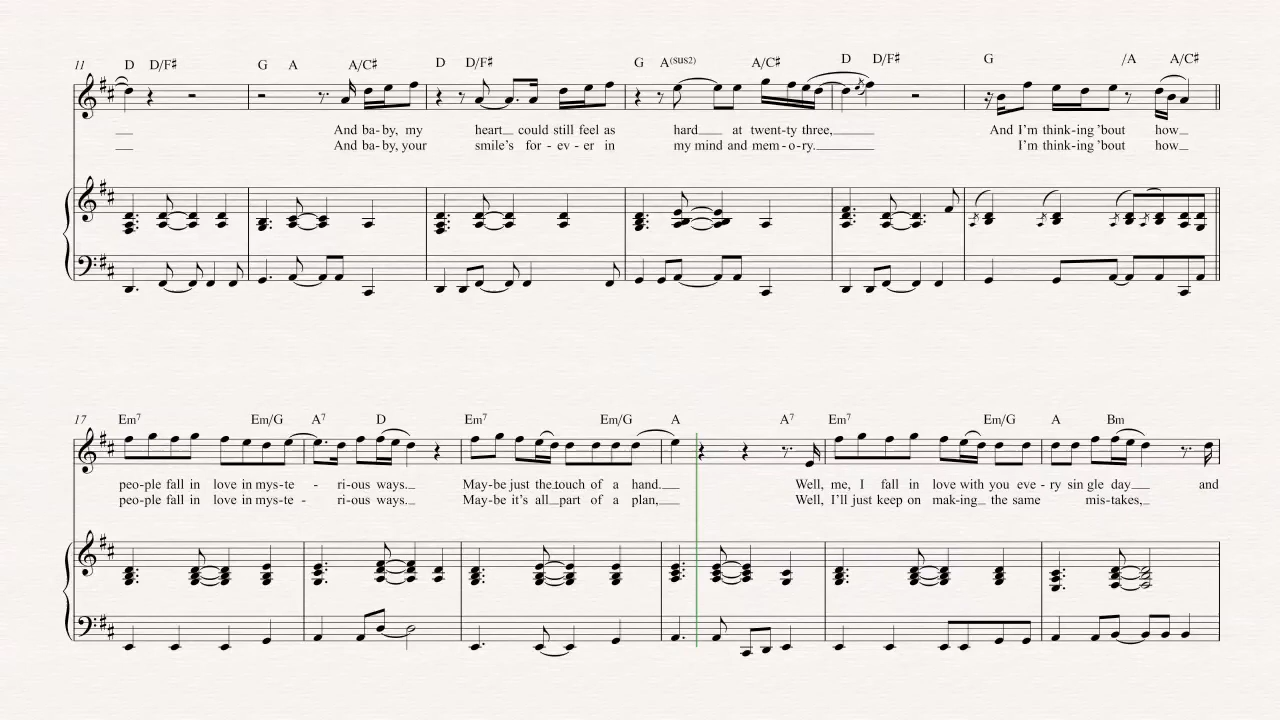 11 D D/F♯ G A A/C♯ D D/F♯ G A(sus2) A/C♯ D D/F♯ G /A A/C♯
And ba-by, my heart could still feel as hard at twent-ty three, And I'm think-ing 'bout how
And ba-by, your smile's for-ev-er in my mind and mem-o-ry. I'm think-ing 'bout how
17 Em7 Em/G A7 D Em7 Em/G A A7 Em7 Em/G A Bm
peo-ple fall in love in mys-te-ri-ous ways. May-be just the touch of a hand. Well, me, I fall in love with you eve-ry sin gle day and
peo-ple fall in love in mys-te-ri-ous ways. May-be it's all part of a plan, Well, I'll just keep on mak-ing the same mis-takes,